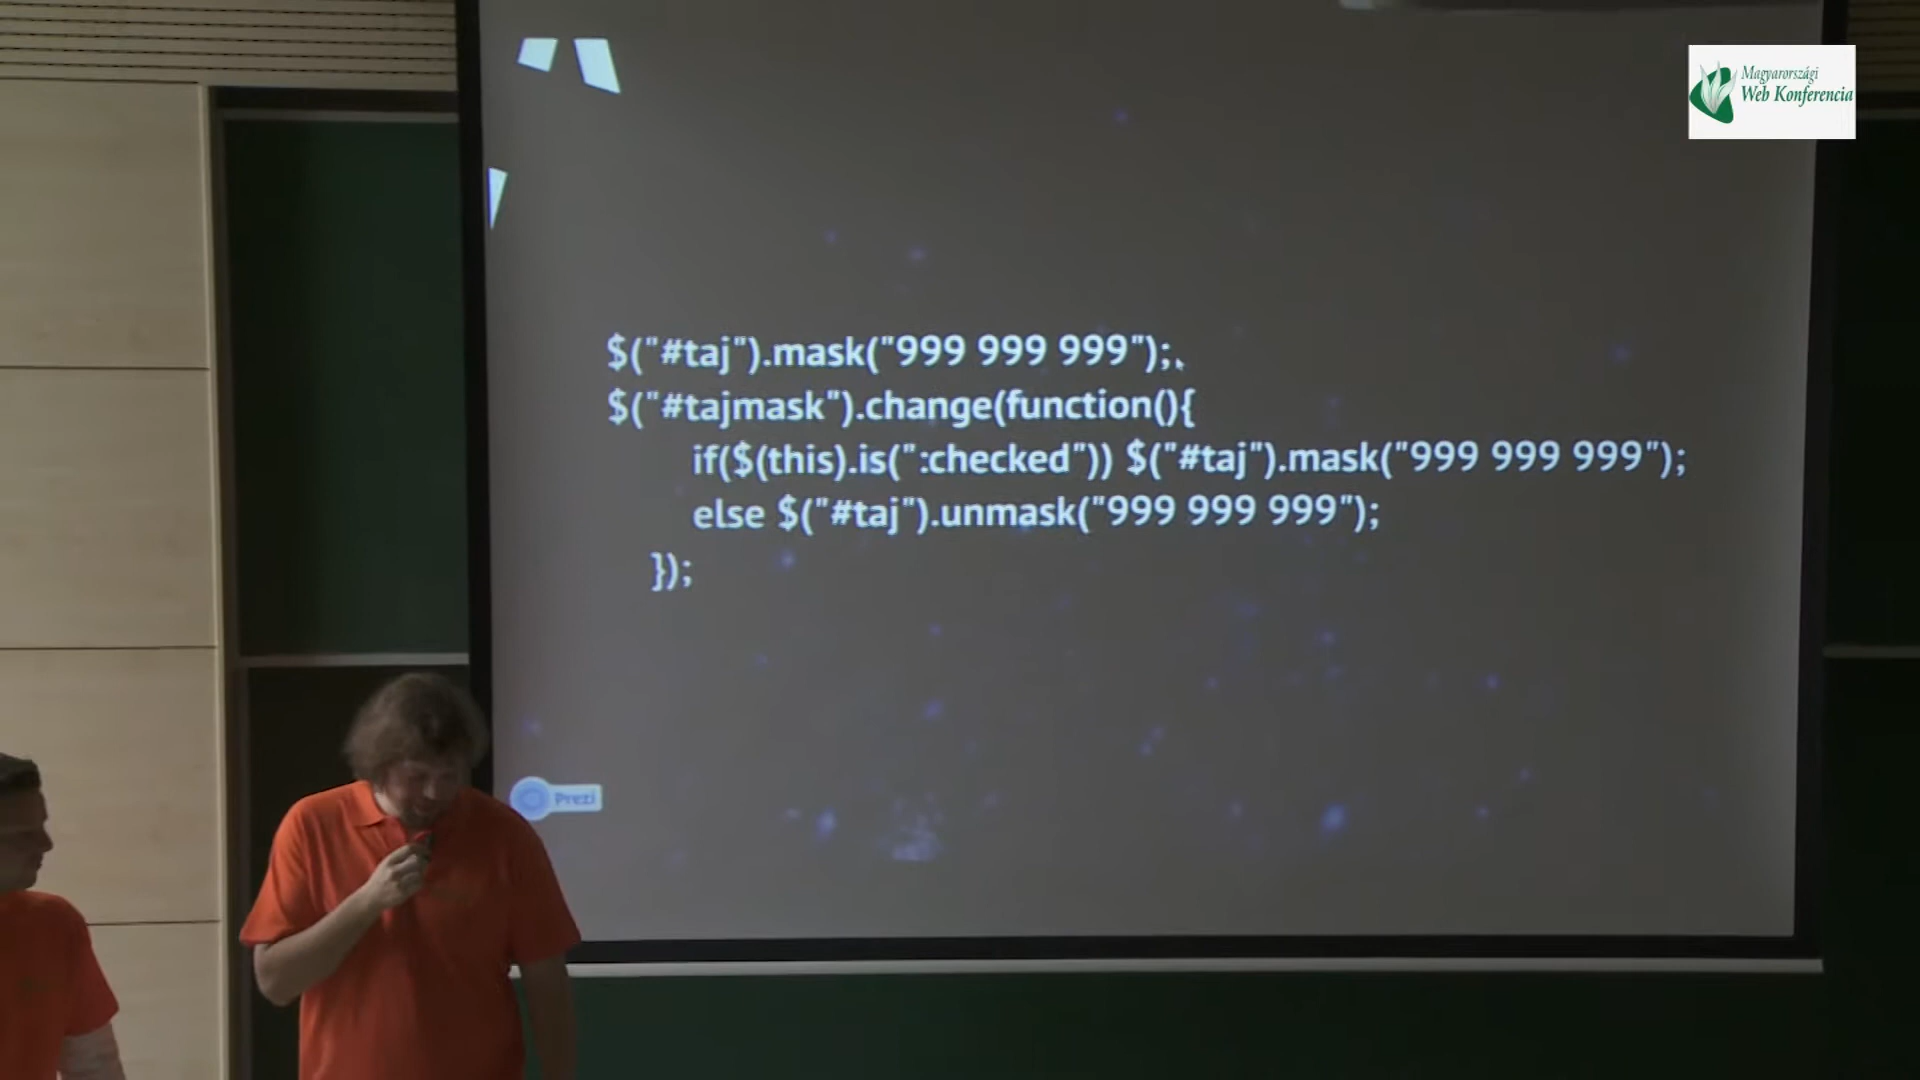 Magyarországi
Web Konferencia
$("#taj").mask("999 999 999");
$("#tajmask").change(function(){
if($(this).is(":checked")) $("#taj").mask("999 999 999");
else $("#taj").unmask("999 999 999");
});
Prezi